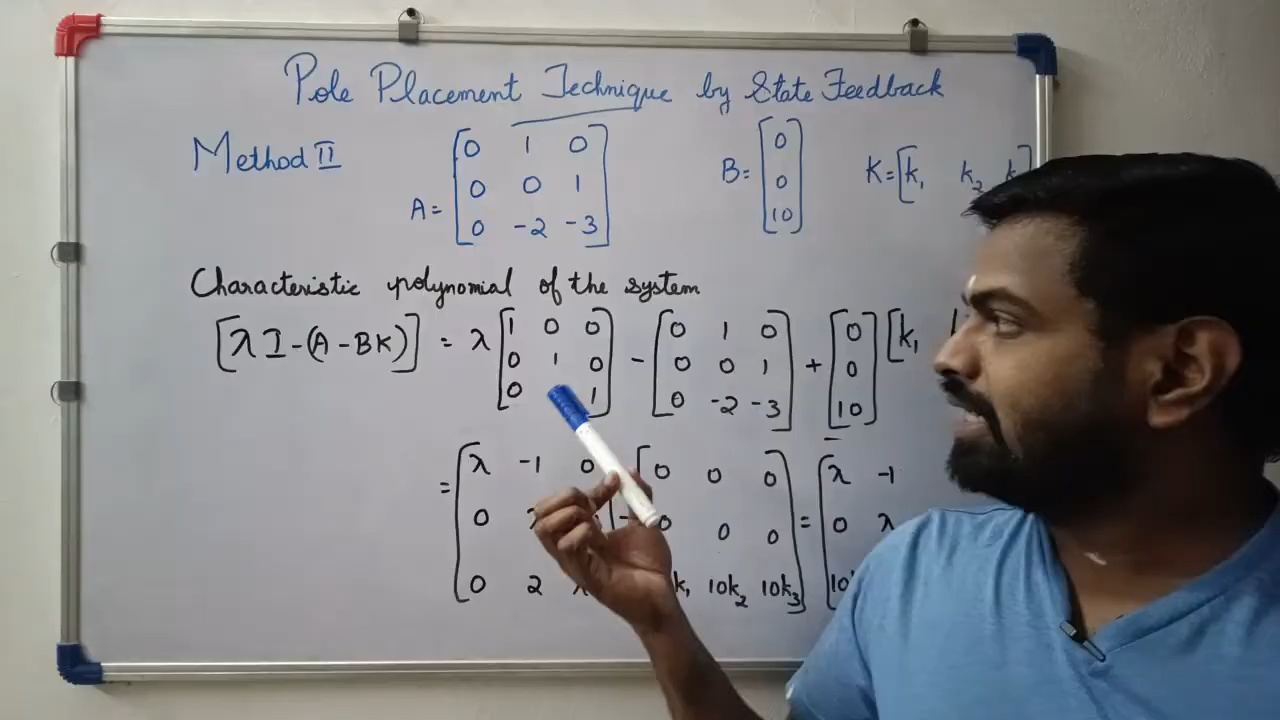 Pole Placement Technique by State Feedback
Method II A = [0 1 0 B = [0 K = [k₁ k₂ k
0 0 1 0
0 -2 -3] 10]
Characteristic polynomial of the system
[λI-(A-BK)] = λ [1 0 0 - [0 1 0 + [0 [k₁
0 1 0 0 0 1 0
0 1] 0 -2 -3] 10]
= [λ -1 0 [0 0 0 = [λ -1
0 0 0 0 0 λ
0 2 k₁ 10k₂ 10k₃] [10